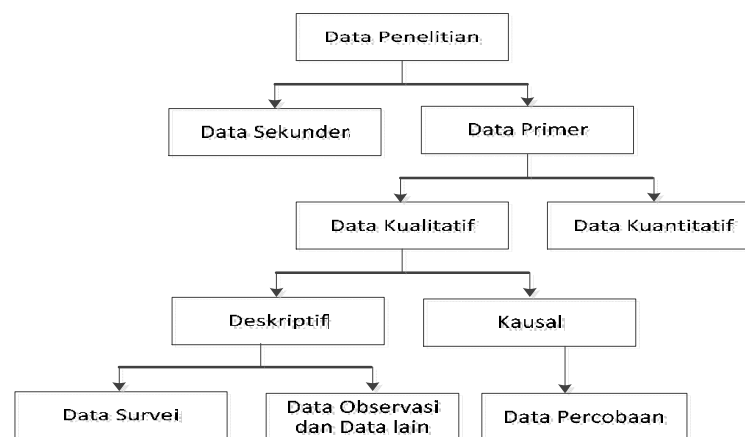 Data Penelitian
Data Sekunder
Data Primer
Data Kualitatif
Data Kuantitatif
Deskriptif
Kausal
Data Survei
Data Observasi
dan Data lain
Data Percobaan